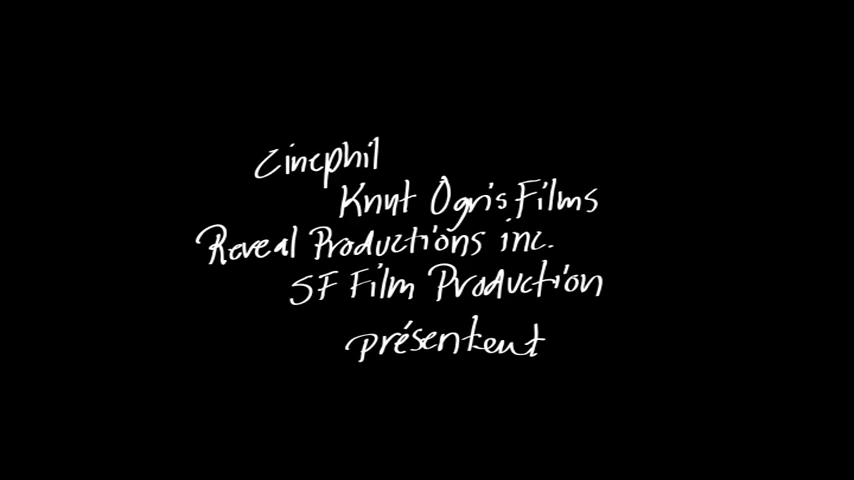 Cinephil
Knut Ogris Films
Reveal Productions inc.
SF Film Production
présentent